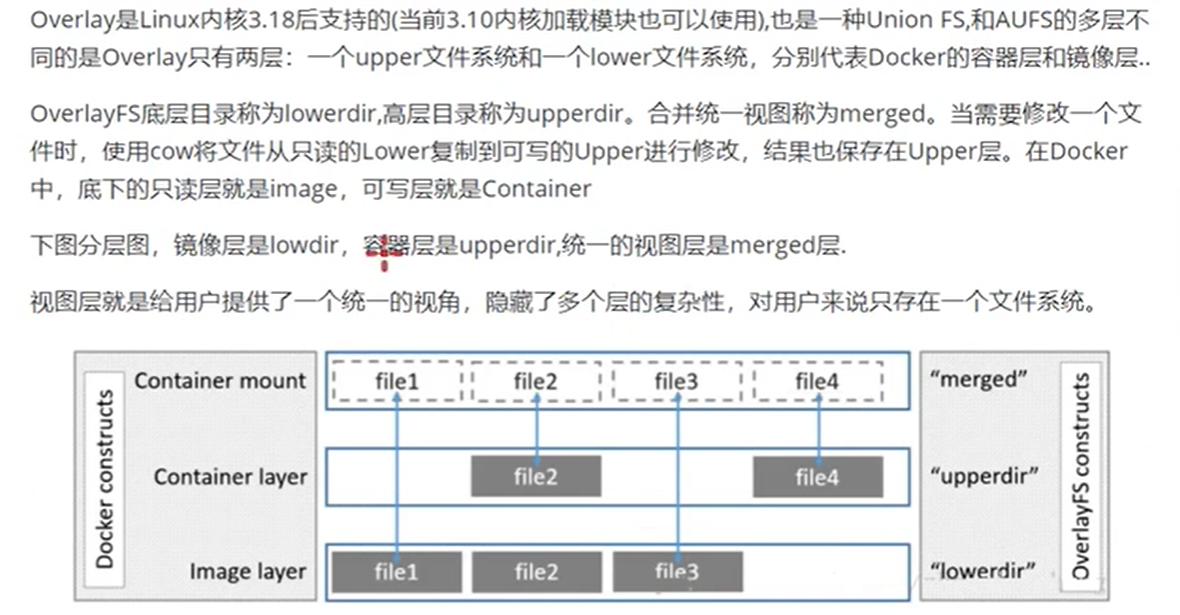 Overlay是Linux内核3.18后支持的(当前3.10内核加载模块也可以使用),也是一种Union FS,和AUFS的多层不
同的是Overlay只有两层：一个upper文件系统和一个lower文件系统，分别代表Docker的容器层和镜像层..
OverlayFS底层目录称为lowerdir,高层目录称为upperdir。合并统一视图称为merged。当需要修改一个文
件时，使用cow将文件从只读的Lower复制到可写的Upper进行修改，结果也保存在Upper层。在Docker
中，底下的只读层就是image，可写层就是Container
下图分层图，镜像层是lowdir，容器层是upperdir,统一的视图层是merged层.
视图层就是给用户提供了一个统一的视角，隐藏了多个层的复杂性，对用户来说只存在一个文件系统。
Docker constructs
Container mount file1 file2 file3 file4 “merged”
Container layer file2 file4 “upperdir”
Image layer file1 file2 file3 “lowerdir”
OverlayFS constructs